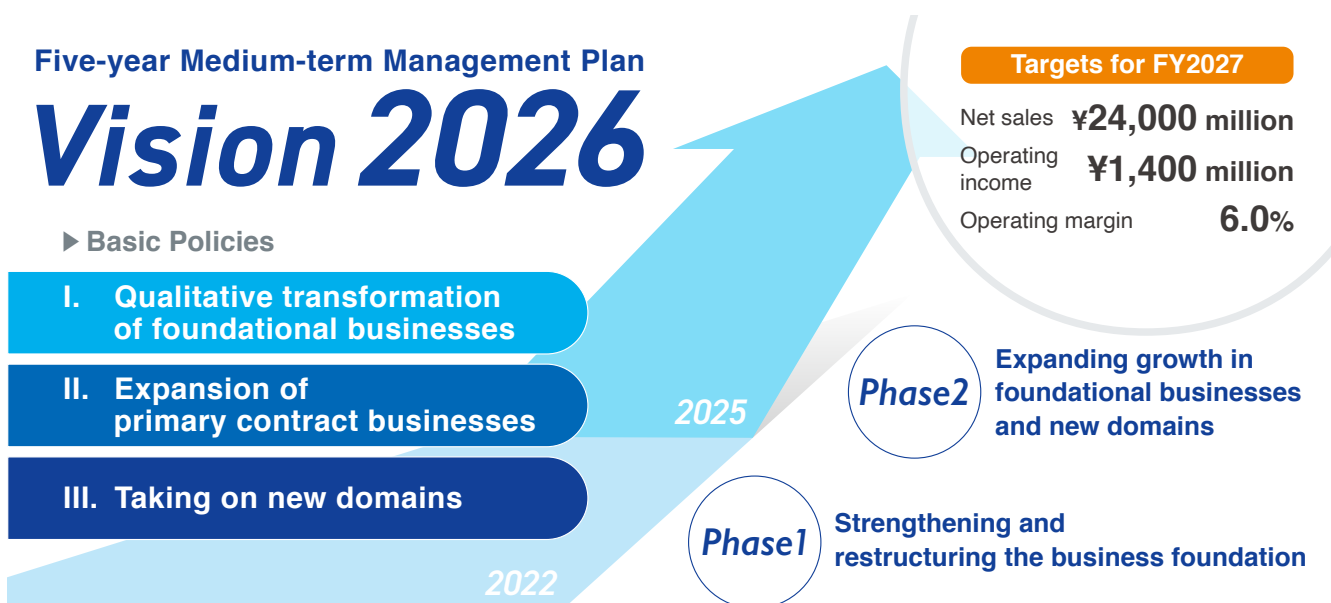 Five-year Medium-term Management Plan
Vision 2026
▶ Basic Policies
I. Qualitative transformation
of foundational businesses
II. Expansion of
primary contract businesses
III. Taking on new domains
2022
2025
Targets for FY2027
Net sales ¥24,000 million
Operating
income ¥1,400 million
Operating margin 6.0%
Phase2
Expanding growth in
foundational businesses
and new domains
Phase1
Strengthening and
restructuring the business foundation